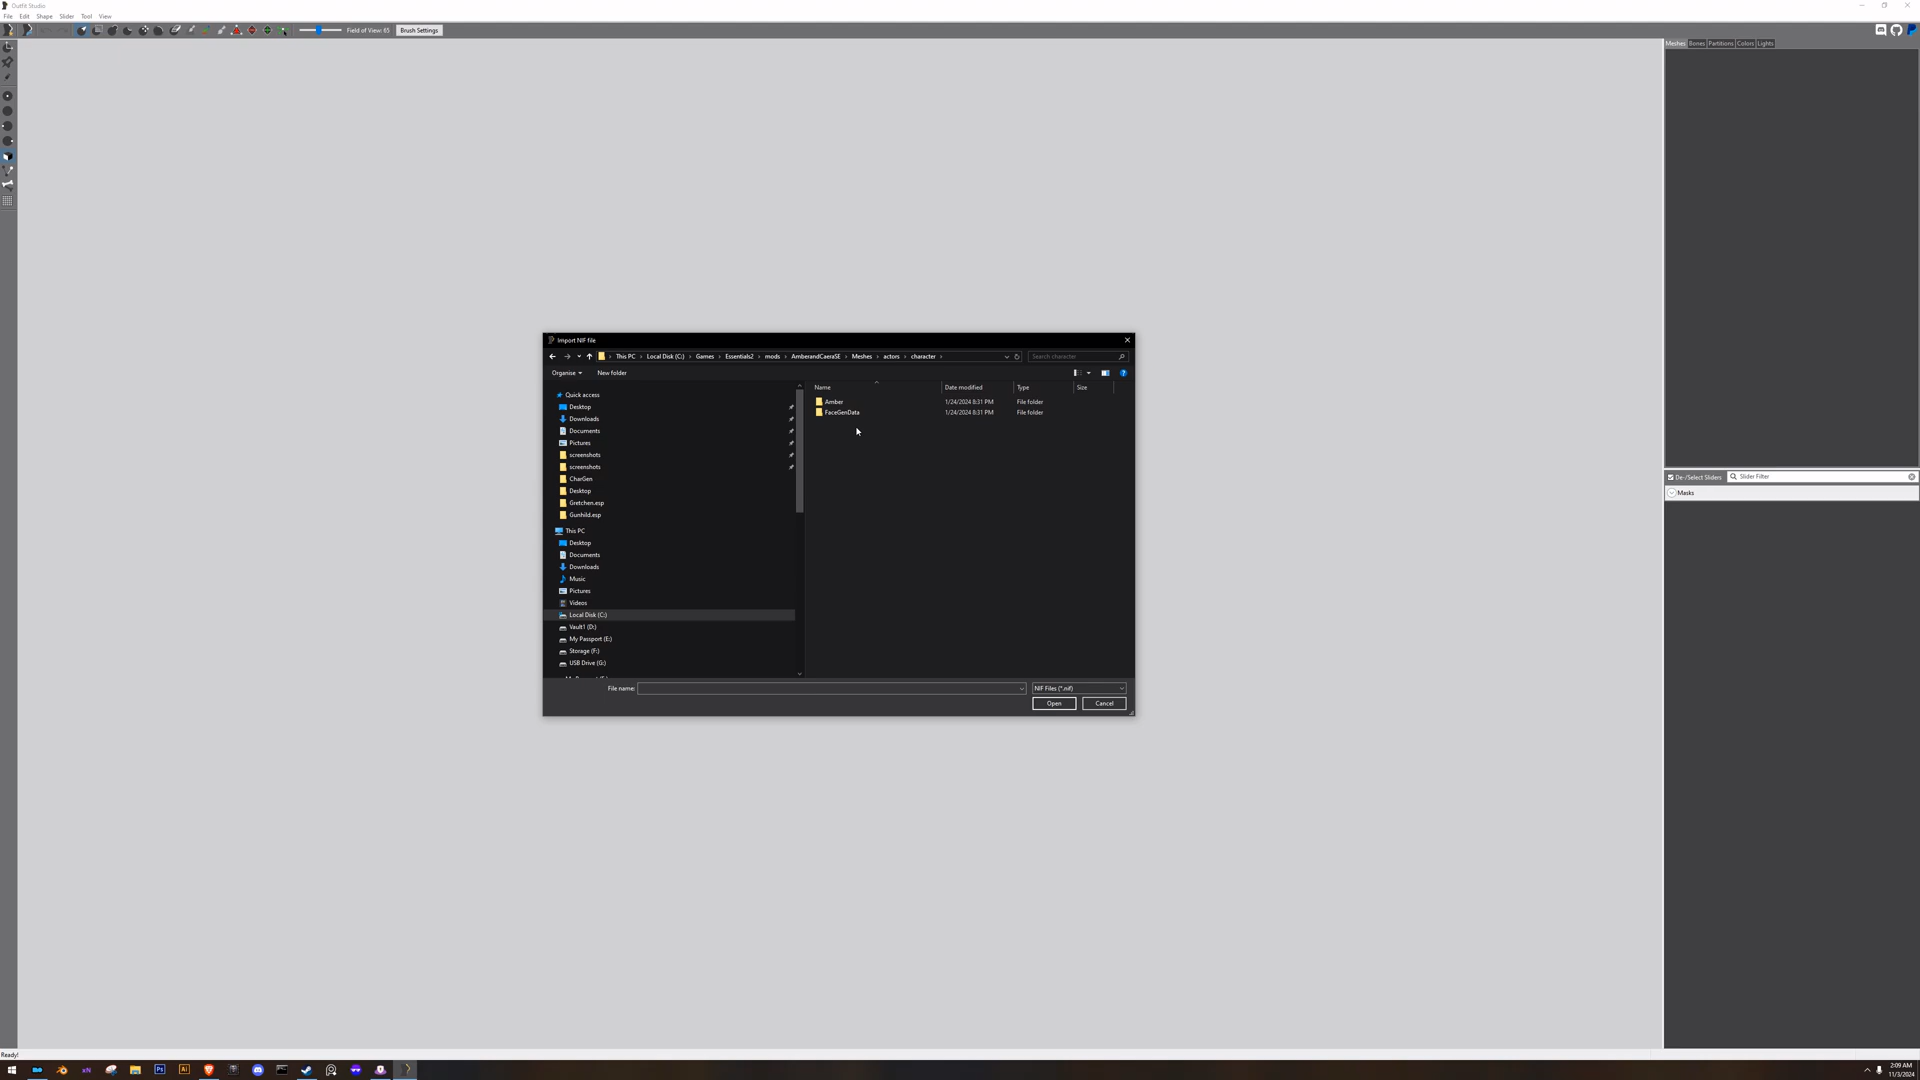 Outfit Studio
File Edit Shape Slider Tool View
Field of View: 65 Brush Settings
Meshes Bones Partitions Colors Lights
Import NIF file
This PC › Local Disk (C:) › Games › Essentials2 › mods › AmberandCaeraSE › Meshes › actors › character ›
Search character
Organise New folder
Name Date modified Type Size
Amber 1/24/2024 8:31 PM File folder
FaceGenData 1/24/2024 8:31 PM File folder
Quick access
Desktop
Downloads
Documents
Pictures
screenshots
screenshots
CharGen
Desktop
Gretchen.esp
Gunhild.esp
This PC
Desktop
Documents
Downloads
Music
Pictures
Videos
Local Disk (C:)
Vault1 (D:)
My Passport (E:)
Storage (F:)
USB Drive (G:)
File name: NIF Files (*.nif)
Open Cancel
De-/Select Sliders Slider Filter
Masks
Ready!
2:09 AM
11/3/2024